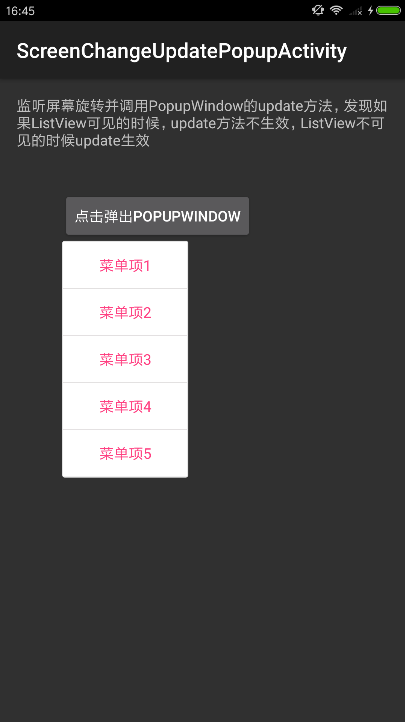 16:45
ScreenChangeUpdatePopupActivity
监听屏幕旋转并调用PopupWindow的update方法，发现如
果ListView可见的时候，update方法不生效，ListView不可
见的时候update生效
点击弹出POPUPWINDOW
菜单项1
菜单项2
菜单项3
菜单项4
菜单项5